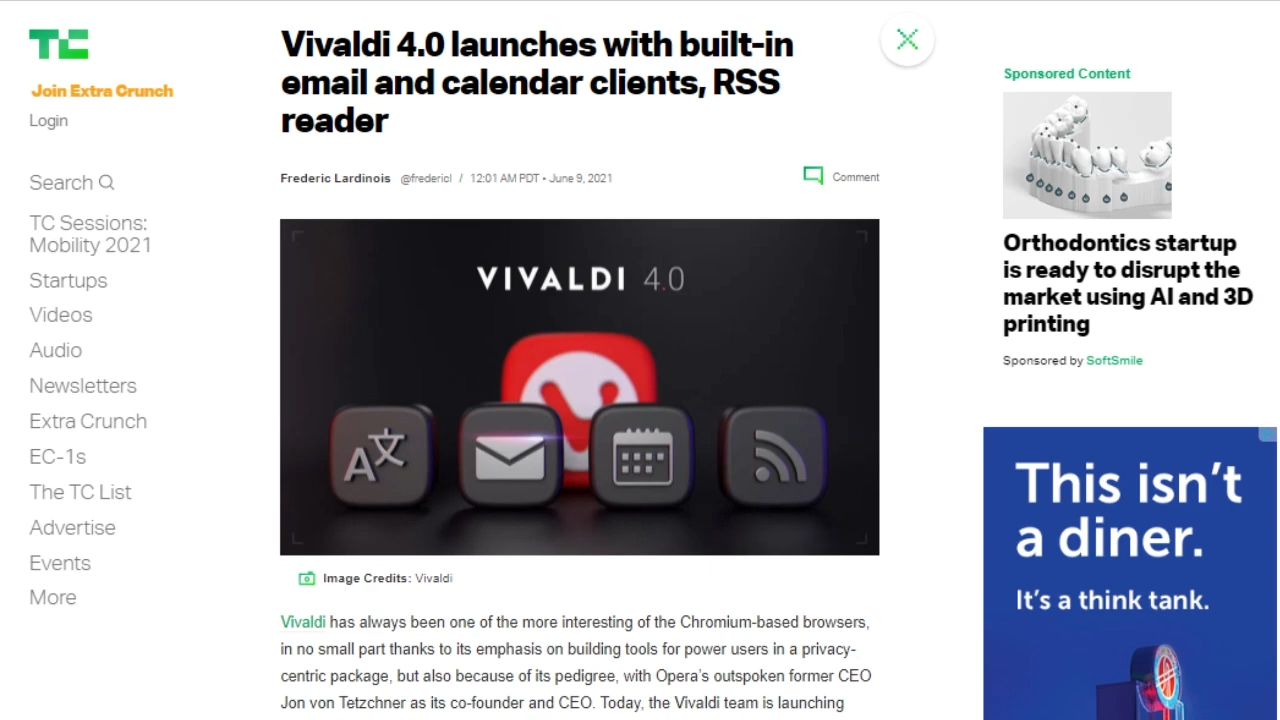 TC
Join Extra Crunch
Login
Search
TC Sessions:
Mobility 2021
Startups
Videos
Audio
Newsletters
Extra Crunch
EC-1s
The TC List
Advertise
Events
More
Vivaldi 4.0 launches with built-in
email and calendar clients, RSS
reader
Frederic Lardinois @fredericl / 12:01 AM PDT • June 9, 2021
Comment
VIVALDI 4.0
A文
Image Credits: Vivaldi
Vivaldi has always been one of the more interesting of the Chromium-based browsers,
in no small part thanks to its emphasis on building tools for power users in a privacy-
centric package, but also because of its pedigree, with Opera’s outspoken former CEO
Jon von Tetzchner as its co-founder and CEO. Today, the Vivaldi team is launching
Sponsored Content
Orthodontics startup
is ready to disrupt the
market using AI and 3D
printing
Sponsored by SoftSmile
This isn’t
a diner.
It’s a think tank.